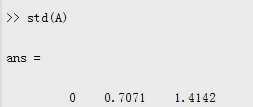 >> std(A)
ans =
0 0.7071 1.4142